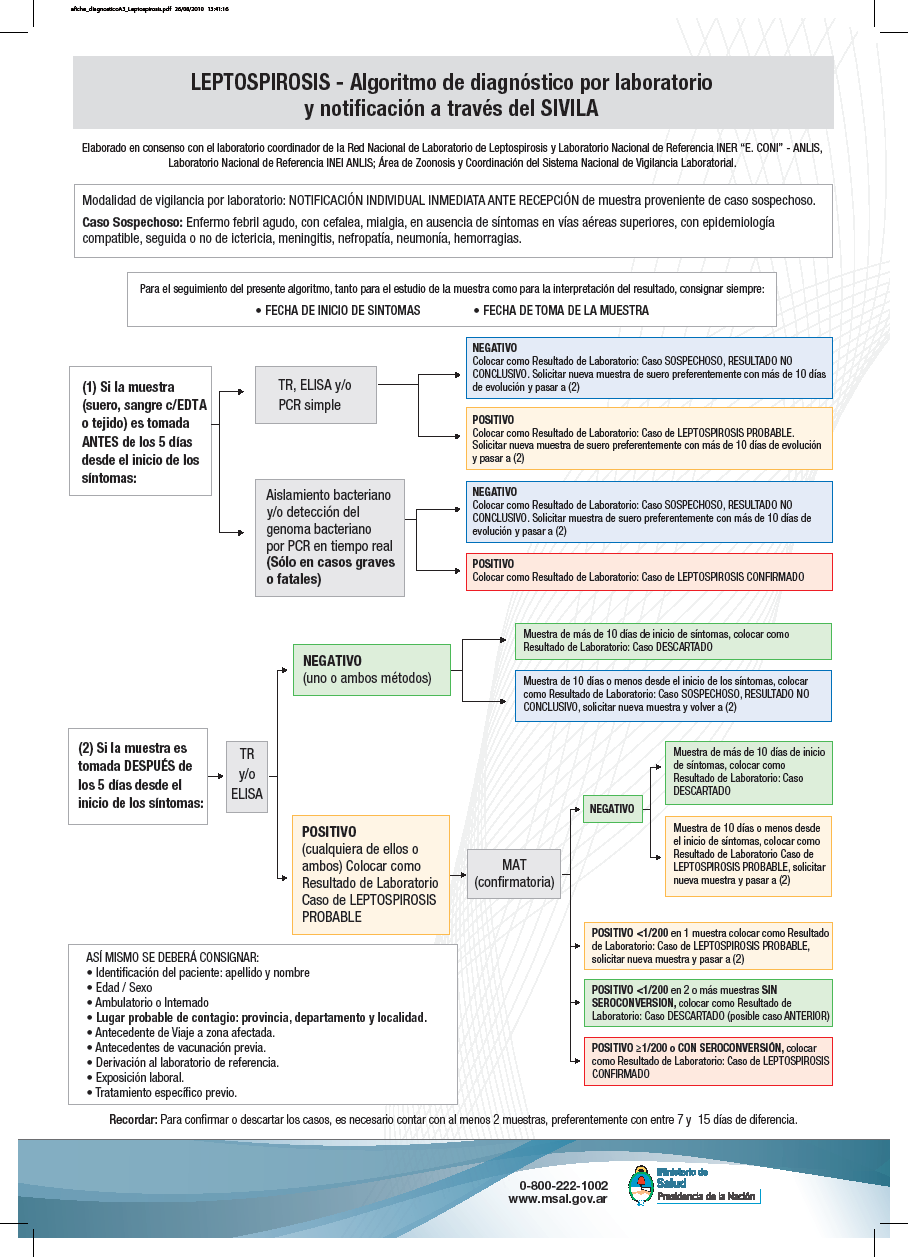 afiche_diagnosticoA3_Leptospirosis.pdf 26/08/2010 13:41:16
LEPTOSPIROSIS - Algoritmo de diagnóstico por laboratorio
y notificación a través del SIVILA
Elaborado en consenso con el laboratorio coordinador de la Red Nacional de Laboratorio de Leptospirosis y Laboratorio Nacional de Referencia INER “E. CONI” - ANLIS,
Laboratorio Nacional de Referencia INEI ANLIS; Área de Zoonosis y Coordinación del Sistema Nacional de Vigilancia Laboratorial.
Modalidad de vigilancia por laboratorio: NOTIFICACIÓN INDIVIDUAL INMEDIATA ANTE RECEPCIÓN de muestra proveniente de caso sospechoso.
Caso Sospechoso: Enfermo febril agudo, con cefalea, mialgia, en ausencia de síntomas en vías aéreas superiores, con epidemiología
compatible, seguida o no de ictericia, meningitis, nefropatía, neumonía, hemorragias.
Para el seguimiento del presente algoritmo, tanto para el estudio de la muestra como para la interpretación del resultado, consignar siempre:
• FECHA DE INICIO DE SINTOMAS • FECHA DE TOMA DE LA MUESTRA
(1) Si la muestra
(suero, sangre c/EDTA
o tejido) es tomada
ANTES de los 5 días
desde el inicio de los
síntomas:
TR, ELISA y/o
PCR simple
NEGATIVO
Colocar como Resultado de Laboratorio: Caso SOSPECHOSO, RESULTADO NO
CONCLUSIVO. Solicitar nueva muestra de suero preferentemente con más de 10 días
de evolución y pasar a (2)
POSITIVO
Colocar como Resultado de Laboratorio: Caso de LEPTOSPIROSIS PROBABLE.
Solicitar nueva muestra de suero preferentemente con más de 10 días de evolución
y pasar a (2)
Aislamiento bacteriano
y/o detección del
genoma bacteriano
por PCR en tiempo real
(Sólo en casos graves
o fatales)
NEGATIVO
Colocar como Resultado de Laboratorio: Caso SOSPECHOSO, RESULTADO NO
CONCLUSIVO. Solicitar muestra de suero preferentemente con más de 10 días de
evolución y pasar a (2)
POSITIVO
Colocar como Resultado de Laboratorio: Caso de LEPTOSPIROSIS CONFIRMADO
(2) Si la muestra es
tomada DESPUÉS de
los 5 días desde el
inicio de los síntomas:
TR
y/o
ELISA
NEGATIVO
(uno o ambos métodos)
Muestra de más de 10 días de inicio de síntomas, colocar como
Resultado de Laboratorio: Caso DESCARTADO
Muestra de 10 días o menos desde el inicio de los síntomas, colocar
como Resultado de Laboratorio: Caso SOSPECHOSO, RESULTADO NO
CONCLUSIVO, solicitar nueva muestra y volver a (2)
POSITIVO
(cualquiera de ellos o
ambos) Colocar como
Resultado de Laboratorio
Caso de LEPTOSPIROSIS
PROBABLE
MAT
(confirmatoria)
NEGATIVO
Muestra de más de 10 días de inicio
de síntomas, colocar como
Resultado de Laboratorio: Caso
DESCARTADO
Muestra de 10 días o menos desde
el inicio de síntomas, colocar como
Resultado de Laboratorio Caso de
LEPTOSPIROSIS PROBABLE, solicitar
nueva muestra y pasar a (2)
POSITIVO <1/200 en 1 muestra colocar como Resultado
de Laboratorio: Caso de LEPTOSPIROSIS PROBABLE,
solicitar nueva muestra y pasar a (2)
POSITIVO <1/200 en 2 o más muestras SIN
SEROCONVERSION, colocar como Resultado de
Laboratorio: Caso DESCARTADO (posible caso ANTERIOR)
POSITIVO ≥1/200 o CON SEROCONVERSIÓN, colocar
como Resultado de Laboratorio: Caso de LEPTOSPIROSIS
CONFIRMADO
ASÍ MISMO SE DEBERÁ CONSIGNAR:
• Identificación del paciente: apellido y nombre
• Edad / Sexo
• Ambulatorio o Internado
• Lugar probable de contagio: provincia, departamento y localidad.
• Antecedente de Viaje a zona afectada.
• Antecedentes de vacunación previa.
• Derivación al laboratorio de referencia.
• Exposición laboral.
• Tratamiento específico previo.
Recordar: Para confirmar o descartar los casos, es necesario contar con al menos 2 muestras, preferentemente con entre 7 y 15 días de diferencia.
0-800-222-1002
www.msal.gov.ar
Ministerio de
Salud
Presidencia de la Nación